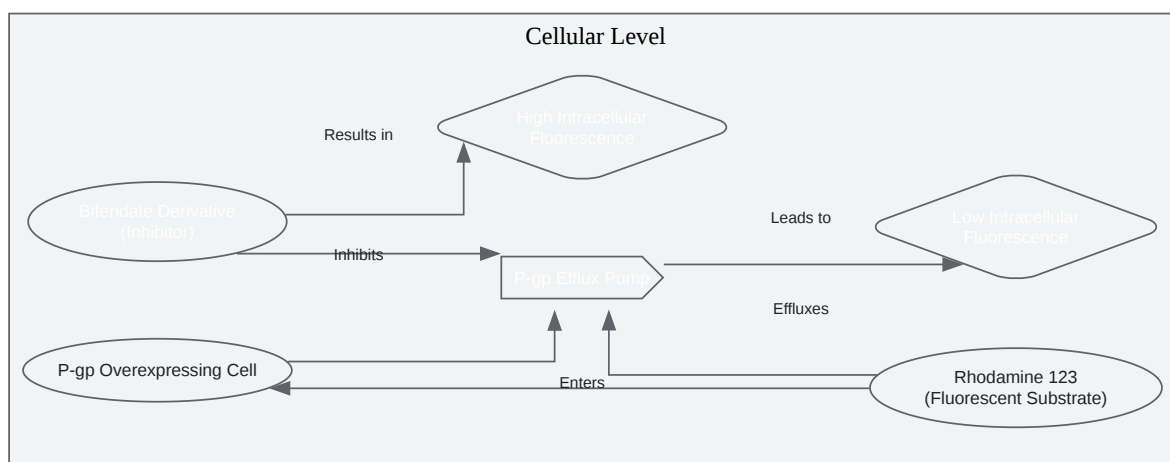 Cellular Level
High Intracellular
Fluorescence
Results in
Bifendate Derivative
(Inhibitor)
Leads to
Low Intracellular
Fluorescence
Inhibits
P-gp Efflux Pump
Effluxes
P-gp Overexpressing Cell
Enters
Rhodamine 123
(Fluorescent Substrate)